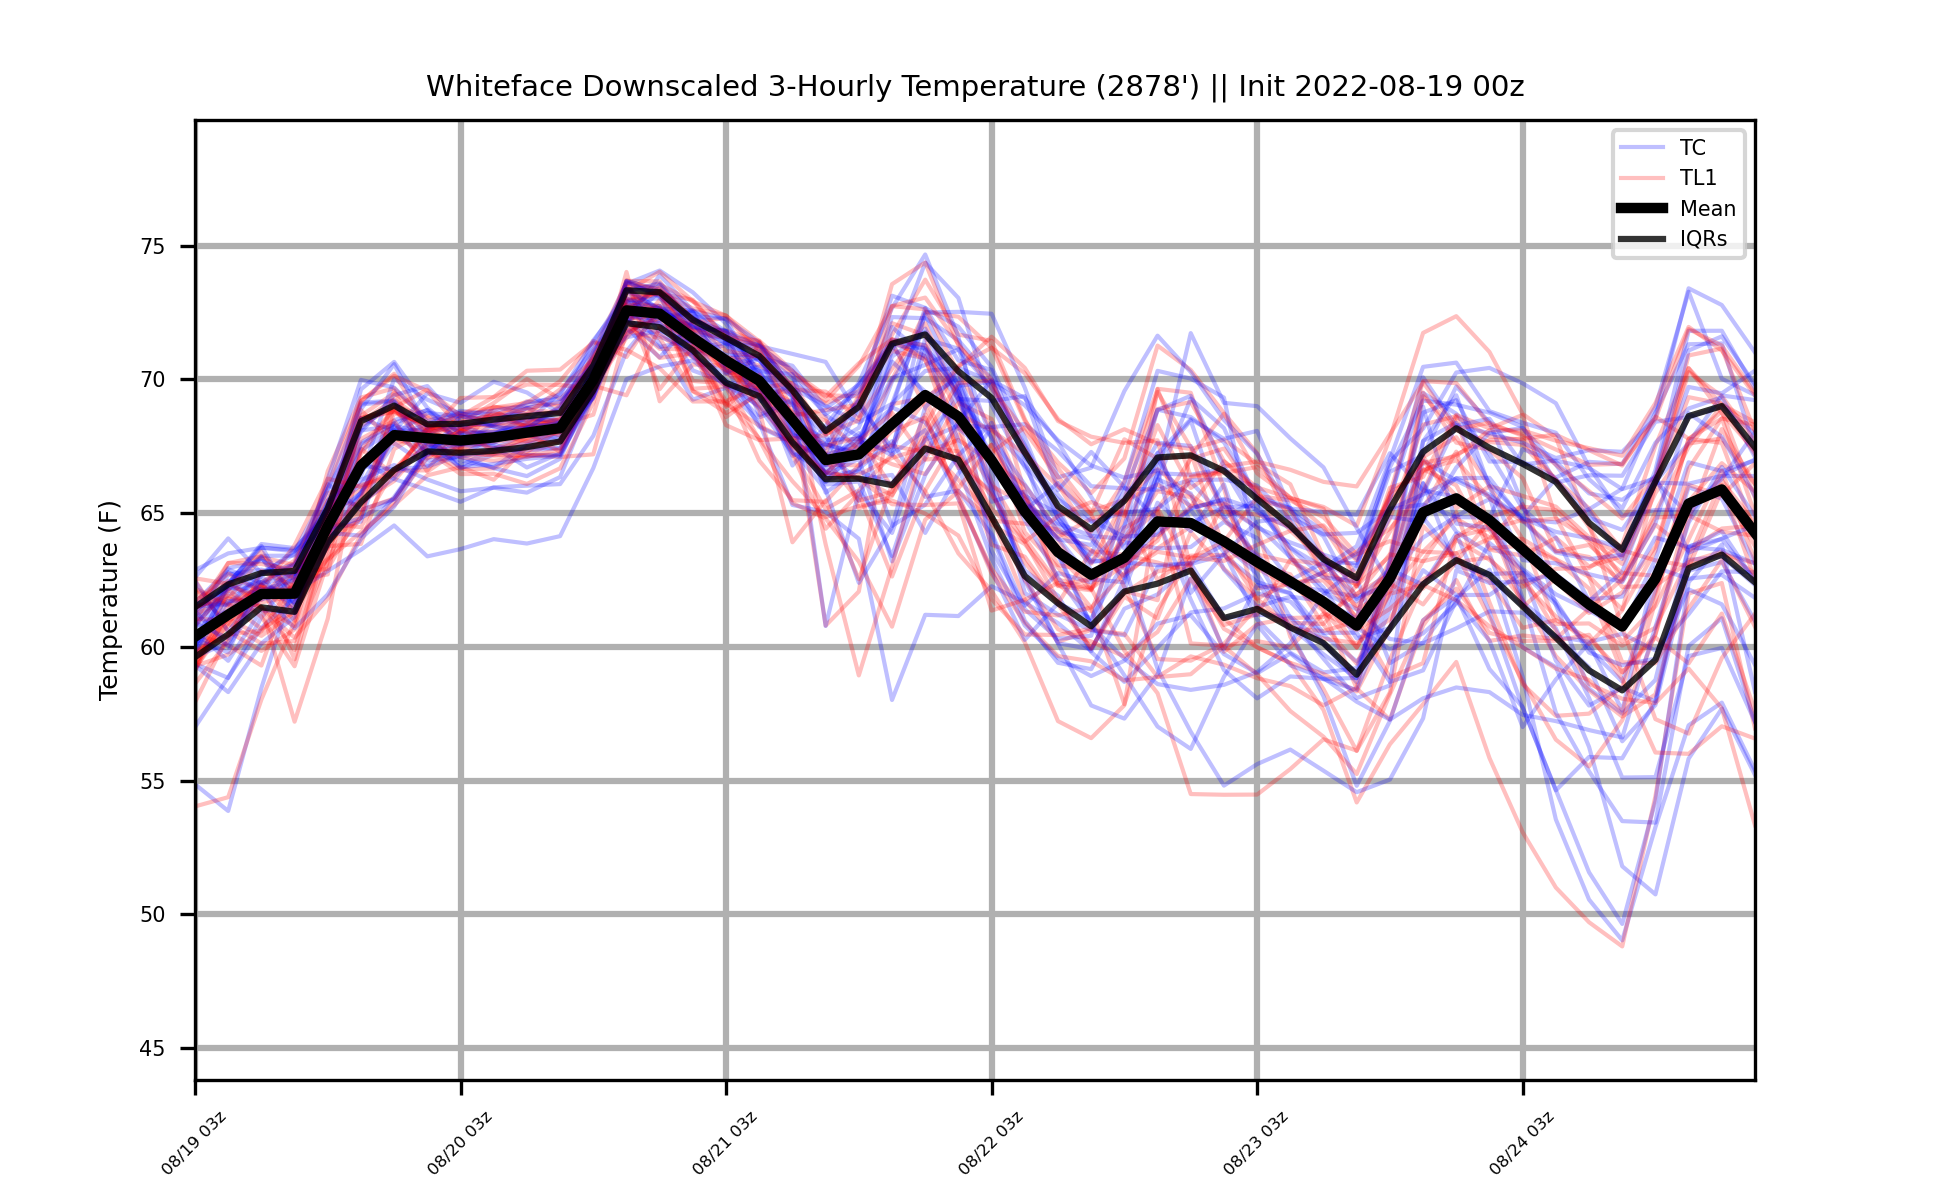 Whiteface Downscaled 3-Hourly Temperature (2878') || Init 2022-08-19 00z
TC
TL1
Mean
IQRs
Temperature (F)
75
70
65
60
55
50
45
08/19 03z
08/20 03z
08/21 03z
08/22 03z
08/23 03z
08/24 03z